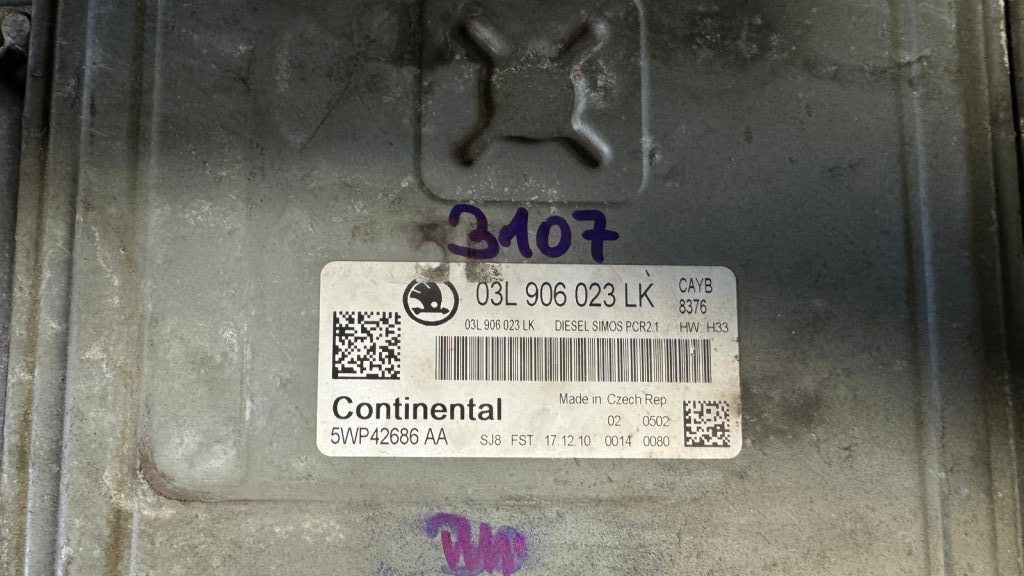 3107
03L 906 023 LK CAYB
8376
03L 906 023 LK DIESEL SIMOS PCR2.1 HW H33
Continental Made in Czech Rep
02 0502
5WP42686 AA SJ8 FST 17.12.10 0014 0080